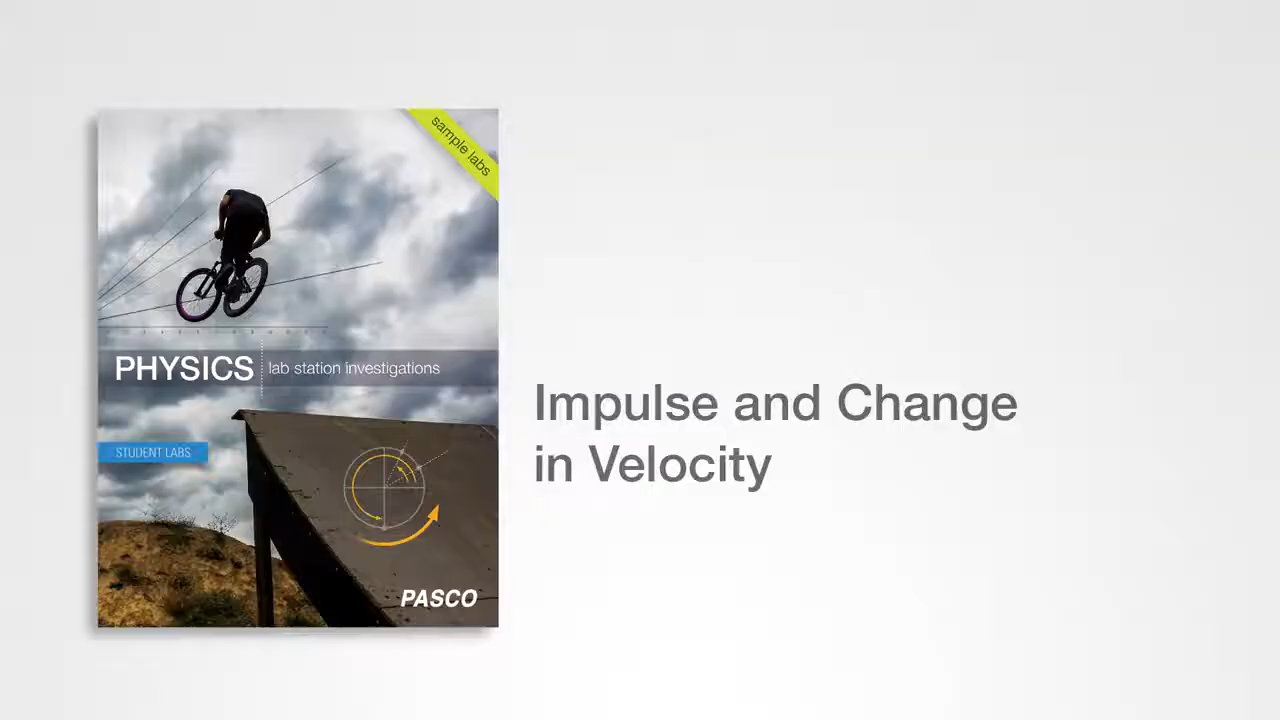 sample labs
PHYSICS lab station investigations
STUDENT LABS
PASCO
Impulse and Change
in Velocity